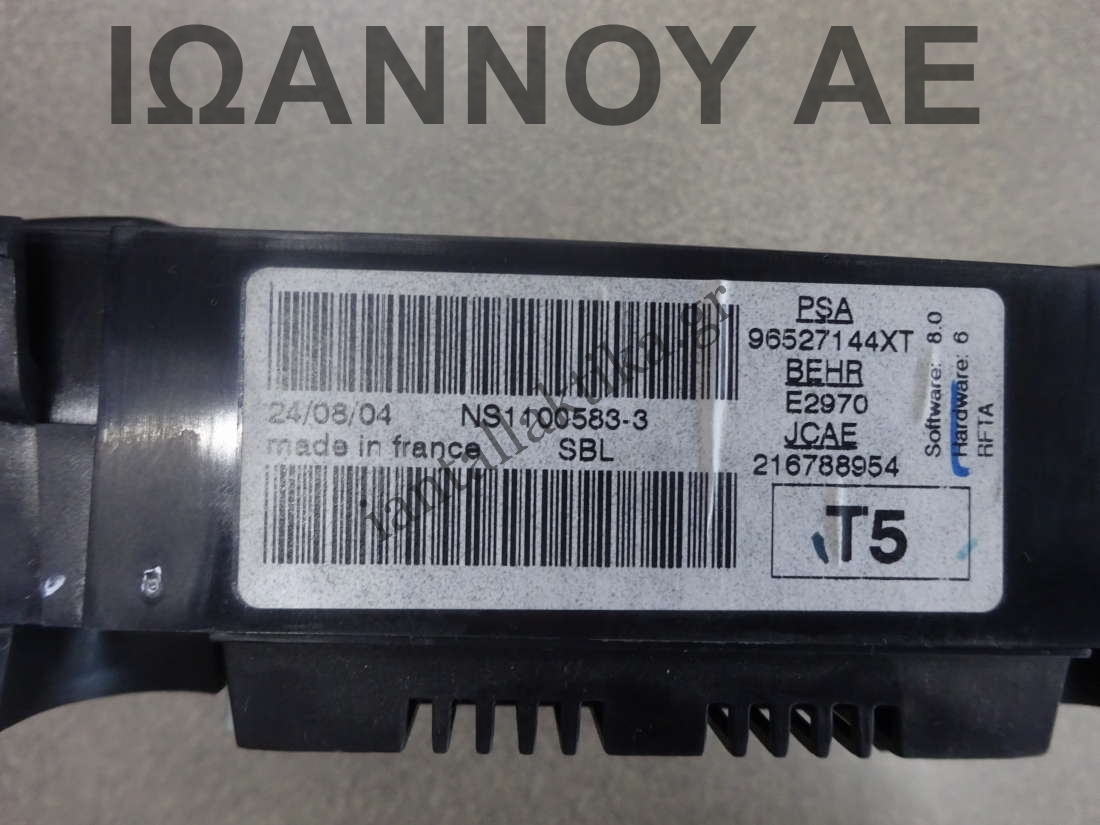 ΙΩΑΝΝΟΥ ΑΕ
PSA
96527144XT
BEHR
E2970
JCAE
216788954
T5
24/08/04 NS1100583-3
made in france SBL
Software: 8.0
Hardware: 6
RFTA
iantallaktika.gr